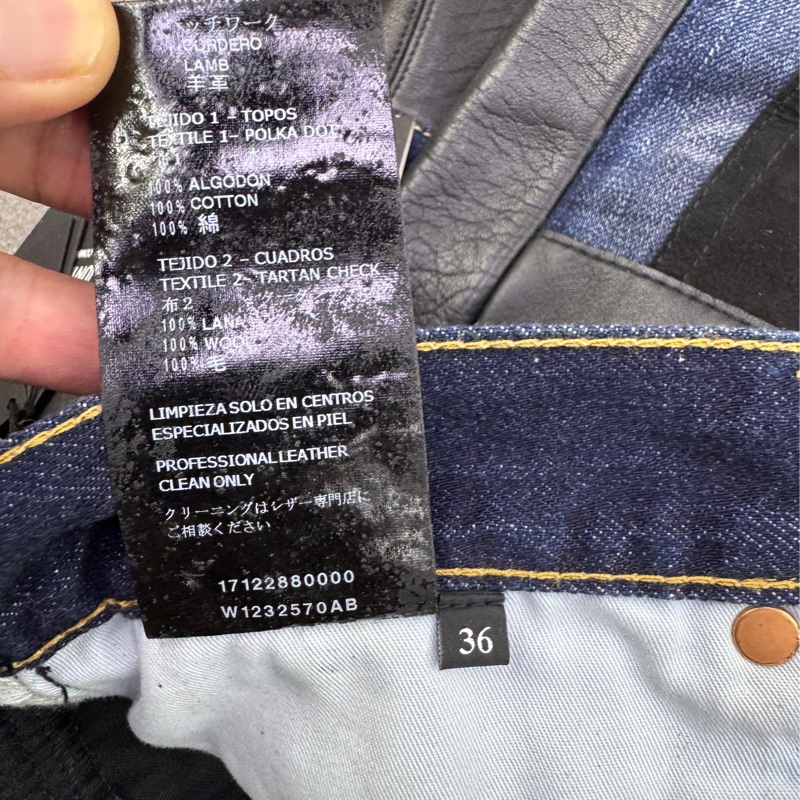 ッチワーク
CORDERO
LAMB
羊革
TEJIDO 1 - TOPOS
TEXTILE 1- POLKA DOT
100% ALGODON
100% COTTON
100% 綿
TEJIDO 2 - CUADROS
TEXTILE 2- TARTAN CHECK
布2
100% LANA
100% WOOL
100% 毛
LIMPIEZA SOLO EN CENTROS
ESPECIALIZADOS EN PIEL
PROFESSIONAL LEATHER
CLEAN ONLY
クリーニングはレザー専門店に
ご相談ください
17122880000
W1232570AB
36